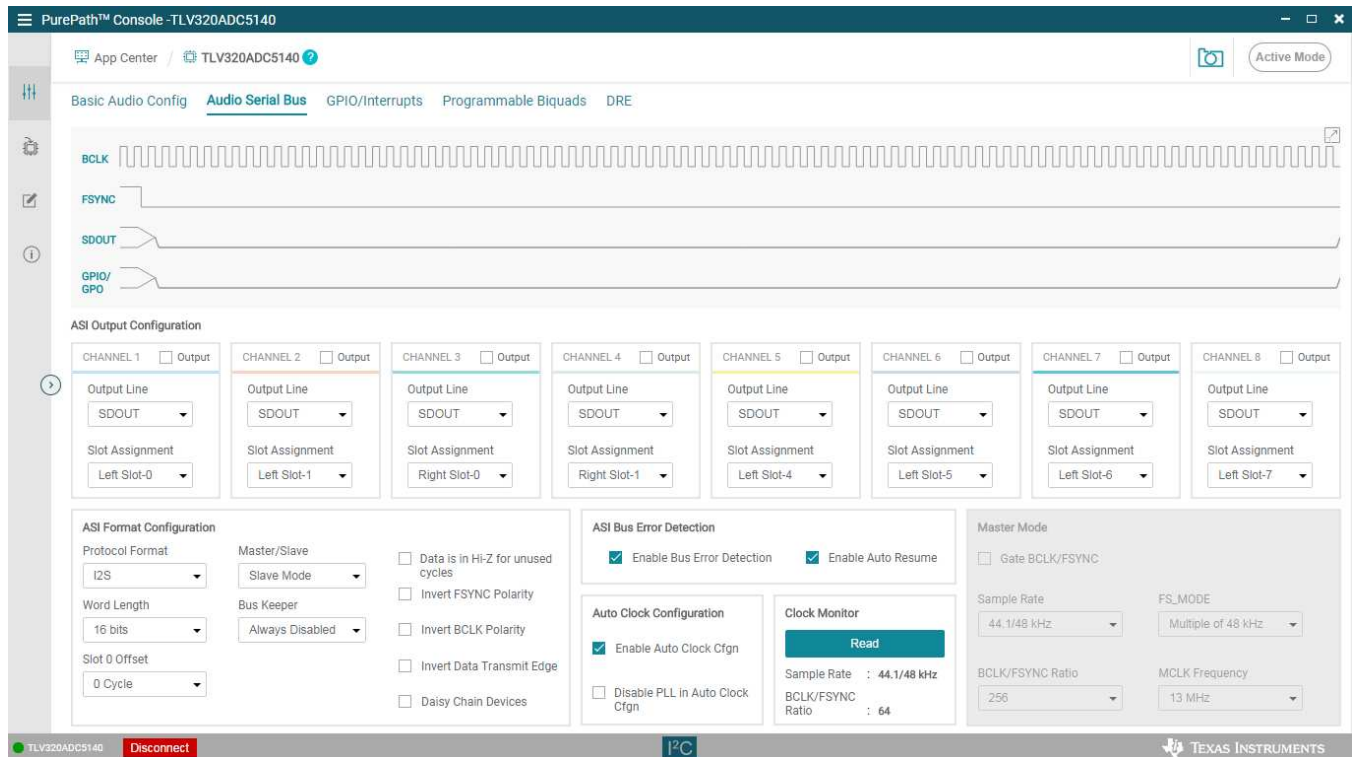 PurePath™ Console -TLV320ADC5140
App Center / TLV320ADC5140 ?
Active Mode
Basic Audio Config Audio Serial Bus GPIO/Interrupts Programmable Biquads DRE
BCLK
FSYNC
SDOUT
GPIO/
GPO
ASI Output Configuration
CHANNEL 1 Output CHANNEL 2 Output CHANNEL 3 Output CHANNEL 4 Output CHANNEL 5 Output CHANNEL 6 Output CHANNEL 7 Output CHANNEL 8 Output
Output Line Output Line Output Line Output Line Output Line Output Line Output Line Output Line
SDOUT SDOUT SDOUT SDOUT SDOUT SDOUT SDOUT SDOUT
Slot Assignment Slot Assignment Slot Assignment Slot Assignment Slot Assignment Slot Assignment Slot Assignment Slot Assignment
Left Slot-0 Left Slot-1 Right Slot-0 Right Slot-1 Left Slot-4 Left Slot-5 Left Slot-6 Left Slot-7
ASI Format Configuration
Protocol Format
I2S
Word Length
16 bits
Slot 0 Offset
0 Cycle
Master/Slave
Slave Mode
Bus Keeper
Always Disabled
Data is in Hi-Z for unused
cycles
Invert FSYNC Polarity
Invert BCLK Polarity
Invert Data Transmit Edge
Daisy Chain Devices
ASI Bus Error Detection
Enable Bus Error Detection Enable Auto Resume
Auto Clock Configuration
Enable Auto Clock Cfgn
Disable PLL in Auto Clock
Cfgn
Clock Monitor
Read
Sample Rate : 44.1/48 kHz
BCLK/FSYNC
Ratio : 64
Master Mode
Gate BCLK/FSYNC
Sample Rate FS_MODE
44.1/48 kHz Multiple of 48 kHz
BCLK/FSYNC Ratio MCLK Frequency
256 13 MHz
TLV320ADC5140 Disconnect I²C TEXAS INSTRUMENTS